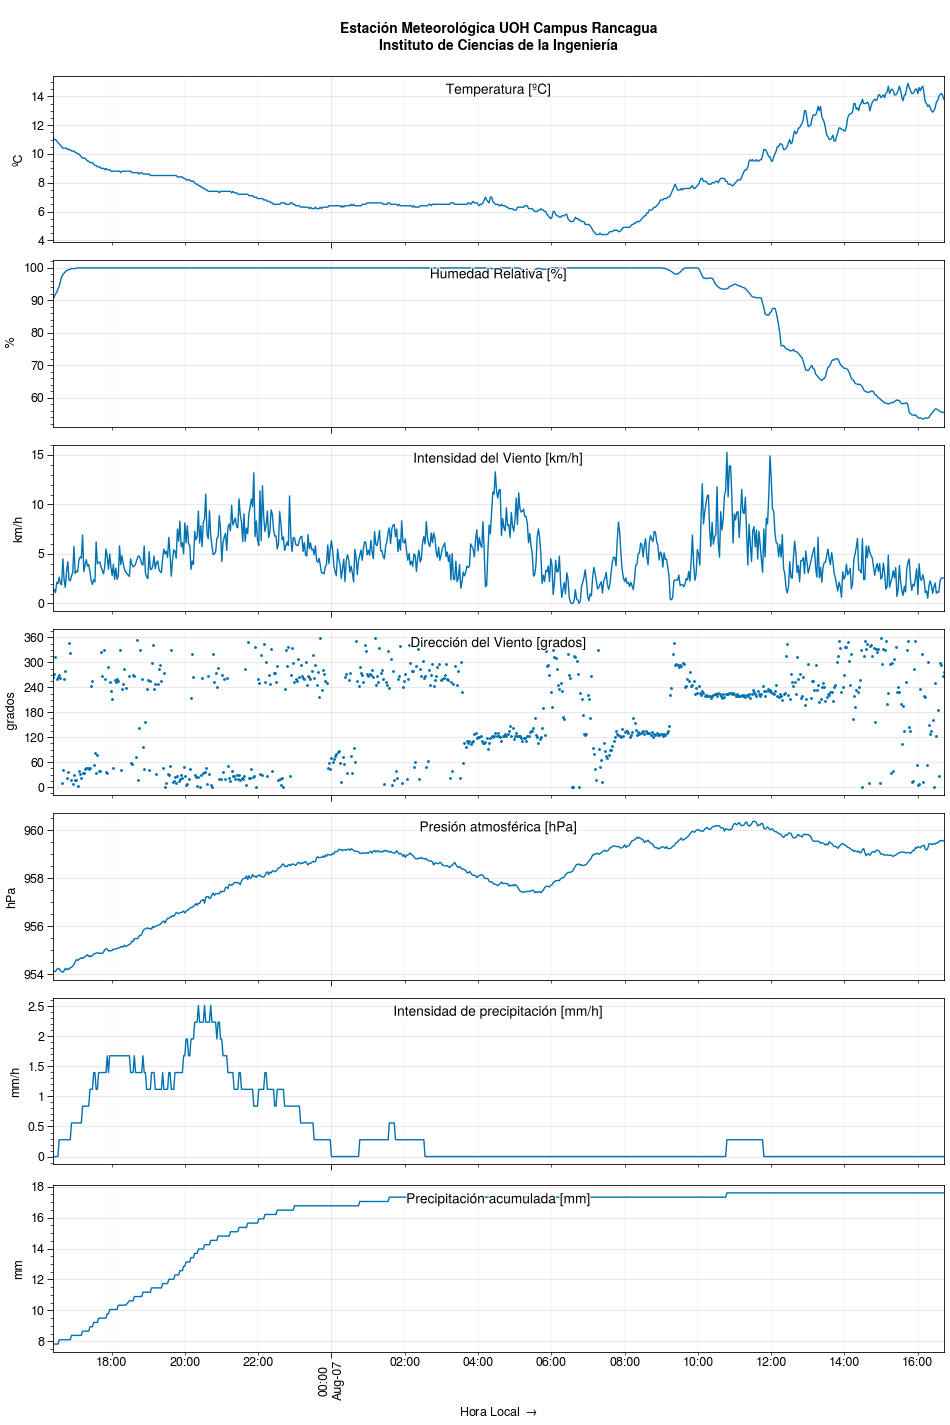 Estación Meteorológica UOH Campus Rancagua
Instituto de Ciencias de la Ingeniería
Temperatura [ºC]
14
12
10
8
6
4
ºC
Humedad Relativa [%]
100
90
80
70
60
%
Intensidad del Viento [km/h]
15
10
5
0
km/h
Dirección del Viento [grados]
360
300
240
180
120
60
0
grados
Presión atmosférica [hPa]
960
958
956
954
hPa
Intensidad de precipitación [mm/h]
2.5
2
1.5
1
0.5
0
mm/h
Precipitación acumulada [mm]
18
16
14
12
10
8
mm
18:00 20:00 22:00 00:00 02:00 04:00 06:00 08:00 10:00 12:00 14:00 16:00
Aug-07
Hora Local →